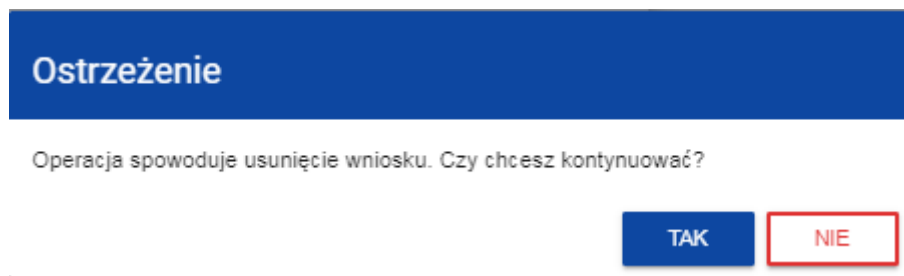 Ostrzeżenie
Operacja spowoduje usunięcie wniosku. Czy chcesz kontynuować?
TAK NIE